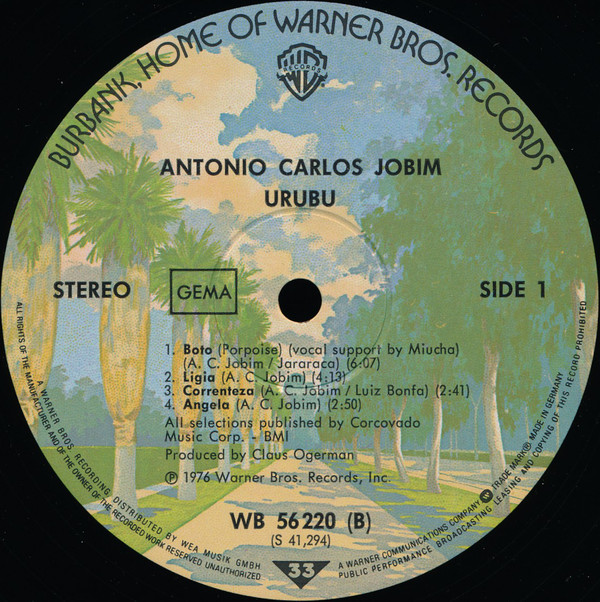 BURBANK, HOME OF WARNER BROS. RECORDS
WB
RECORDS
ANTONIO CARLOS JOBIM
URUBU
STEREO
GEMA
SIDE 1
1. Boto (Porpoise) (vocal support by Miucha)
(A. C. Jobim / Jararaca) (6:07)
2. Ligia (A. C. Jobim) (4:13)
3. Correnteza (A. C. Jobim / Luiz Bonfa) (2:41)
4. Angela (A. C. Jobim) (2:50)
All selections published by Corcovado
Music Corp. - BMI
Produced by Claus Ogerman
℗ 1976 Warner Bros. Records, Inc.
WB 56 220 (B)
(S 41,294)
33
A WARNER BROS. RECORDING DISTRIBUTED BY WEA MUSIK GMBH
ALL RIGHTS OF THE MANUFACTURER AND OF THE OWNER OF THE RECORDED WORK RESERVED UNAUTHORIZED
A WARNER COMMUNICATIONS COMPANY TRADE MARK® MADE IN GERMANY
PUBLIC PERFORMANCE BROADCASTING LEASING AND COPYING OF THIS RECORD PROHIBITED